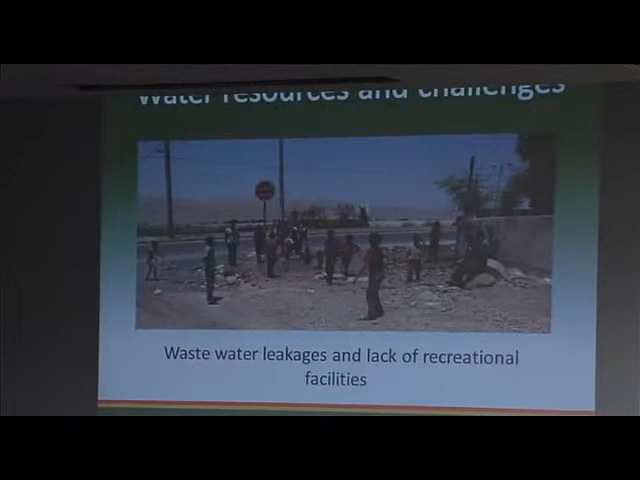 Water resources and challenges
Waste water leakages and lack of recreational
facilities